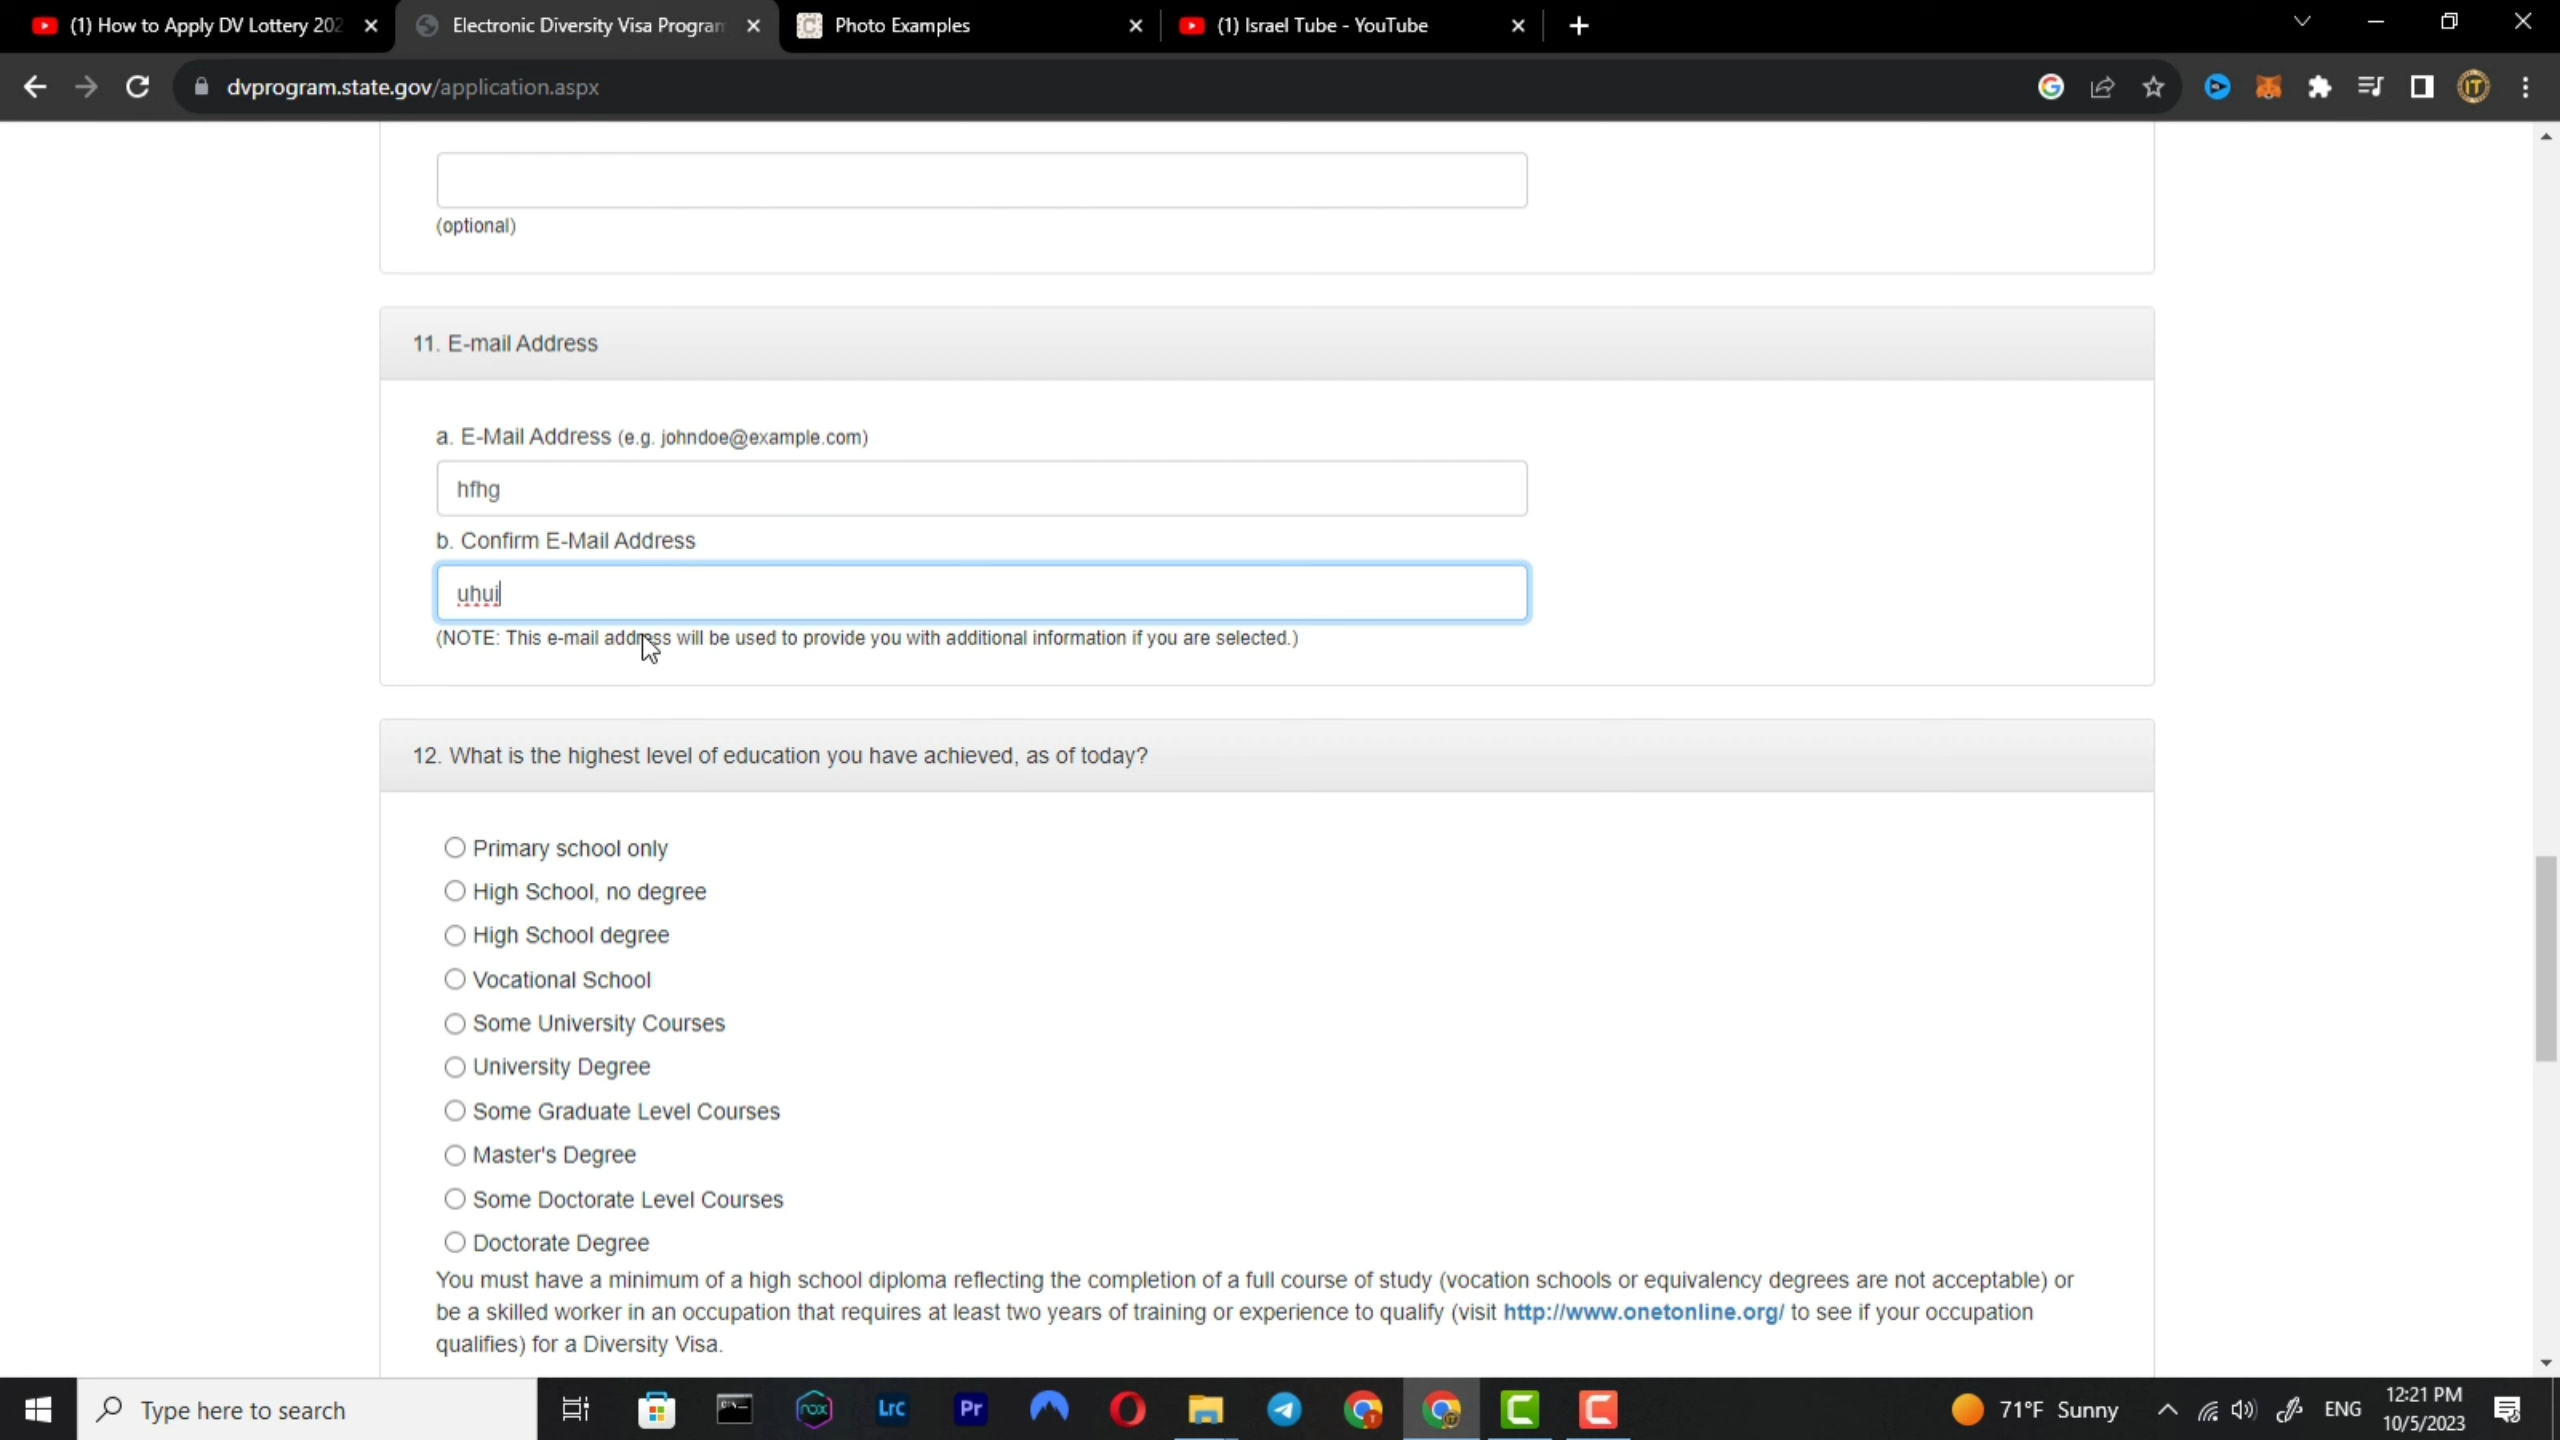 (1) How to Apply DV Lottery 202
Electronic Diversity Visa Program
Photo Examples
(1) Israel Tube - YouTube
dvprogram.state.gov/application.aspx
IT
(optional)
11. E-mail Address
a. E-Mail Address (e.g. johndoe@example.com)
hfhg
b. Confirm E-Mail Address
uhui
(NOTE: This e-mail address will be used to provide you with additional information if you are selected.)
12. What is the highest level of education you have achieved, as of today?
Primary school only
High School, no degree
High School degree
Vocational School
Some University Courses
University Degree
Some Graduate Level Courses
Master's Degree
Some Doctorate Level Courses
Doctorate Degree
You must have a minimum of a high school diploma reflecting the completion of a full course of study (vocation schools or equivalency degrees are not acceptable) or
be a skilled worker in an occupation that requires at least two years of training or experience to qualify (visit http://www.onetonline.org/ to see if your occupation
qualifies) for a Diversity Visa.
Type here to search
nox
Lrc
Pr
71°F Sunny
ENG
12:21 PM
10/5/2023